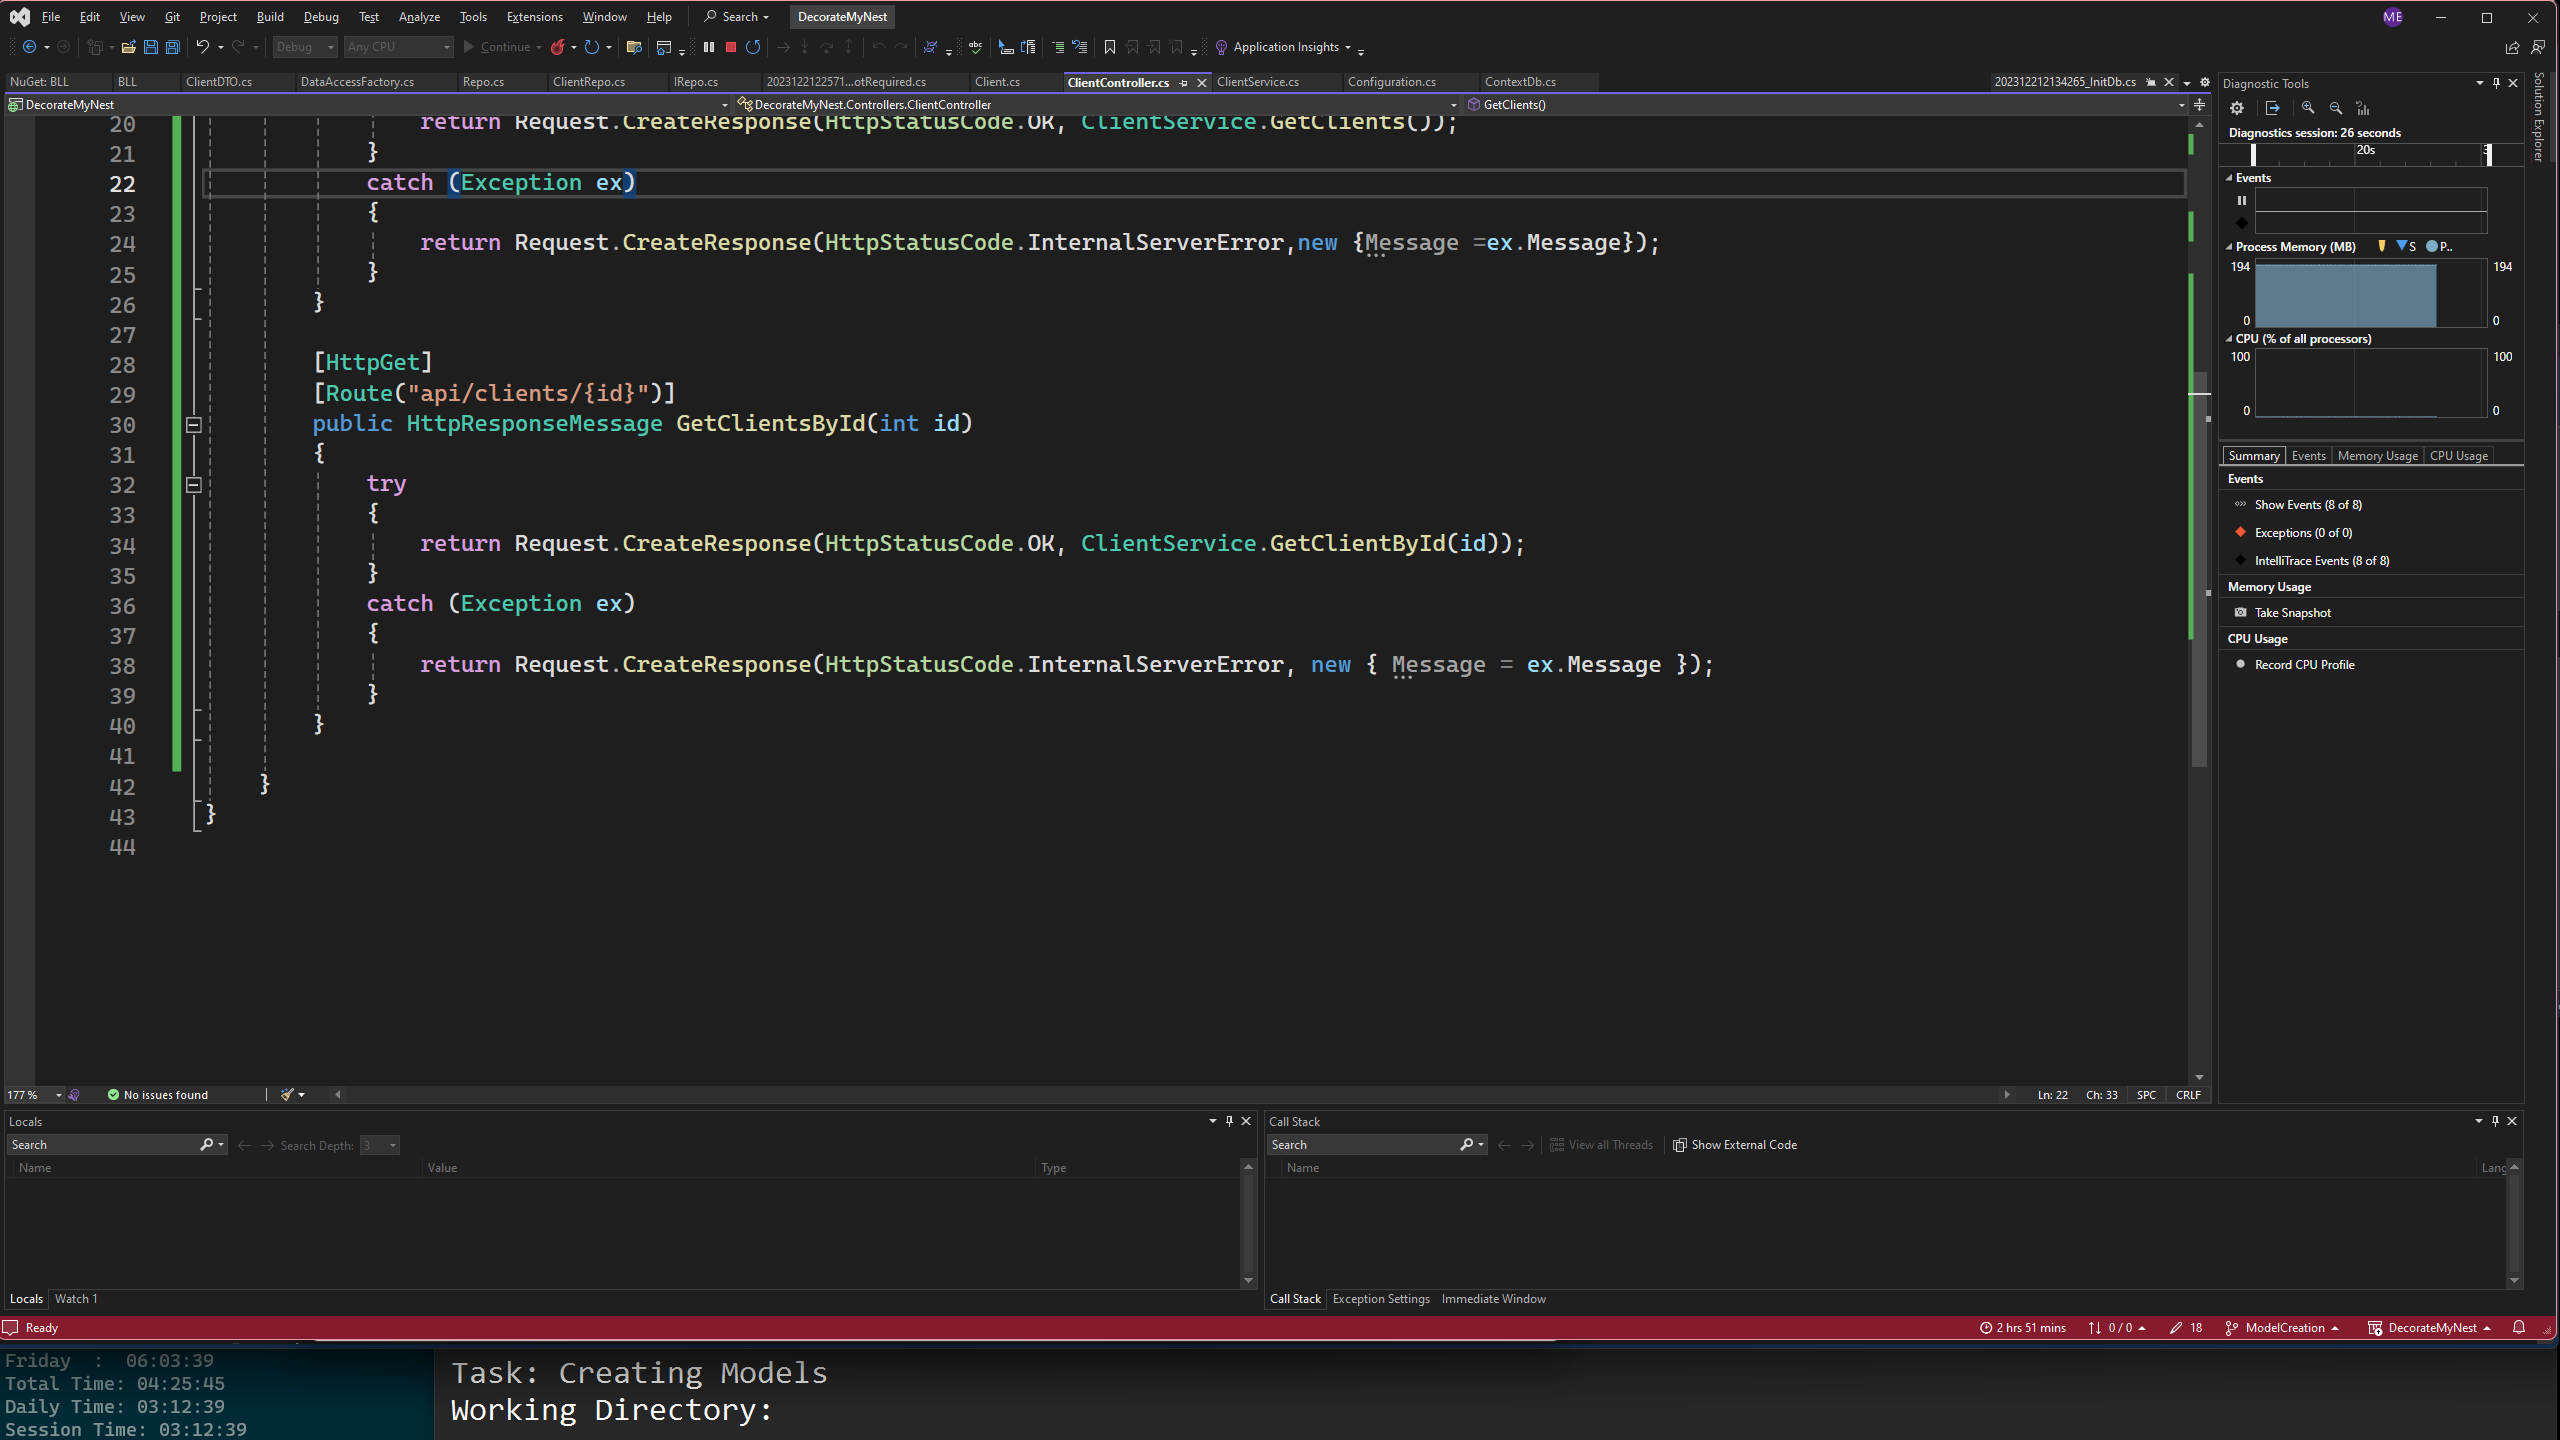 File Edit View Git Project Build Debug Test Analyze Tools Extensions Window Help Search DecorateMyNest ME
Debug Any CPU Continue Application Insights
NuGet: BLL BLL ClientDTO.cs DataAccessFactory.cs Repo.cs ClientRepo.cs IRepo.cs 2023122122571...otRequired.cs Client.cs ClientController.cs ClientService.cs Configuration.cs ContextDb.cs 202312212134265_InitDb.cs
DecorateMyNest DecorateMyNest.Controllers.ClientController GetClients()
20 return Request.CreateResponse(HttpStatusCode.OK, ClientService.GetClients());
21 }
22 catch (Exception ex)
23 {
24 return Request.CreateResponse(HttpStatusCode.InternalServerError,new {Message =ex.Message});
25 }
26 }
27
28 [HttpGet]
29 [Route("api/clients/{id}")]
30 public HttpResponseMessage GetClientsById(int id)
31 {
32 try
33 {
34 return Request.CreateResponse(HttpStatusCode.OK, ClientService.GetClientById(id));
35 }
36 catch (Exception ex)
37 {
38 return Request.CreateResponse(HttpStatusCode.InternalServerError, new { Message = ex.Message });
39 }
40 }
41
42 }
43 }
44
177 % No issues found Ln: 22 Ch: 33 SPC CRLF
Diagnostic Tools
Diagnostics session: 26 seconds
20s
Events
Process Memory (MB) S P..
194 194
0 0
CPU (% of all processors)
100 100
0 0
Summary Events Memory Usage CPU Usage
Events
Show Events (8 of 8)
Exceptions (0 of 0)
IntelliTrace Events (8 of 8)
Memory Usage
Take Snapshot
CPU Usage
Record CPU Profile
Solution Explorer
Locals
Search Search Depth: 3
Name Value Type
Locals Watch 1
Call Stack
Search View all Threads Show External Code
Name Lang
Call Stack Exception Settings Immediate Window
Ready 2 hrs 51 mins 0 / 0 18 ModelCreation DecorateMyNest
Friday : 06:03:39
Total Time: 04:25:45
Daily Time: 03:12:39
Session Time: 03:12:39
Task: Creating Models
Working Directory: